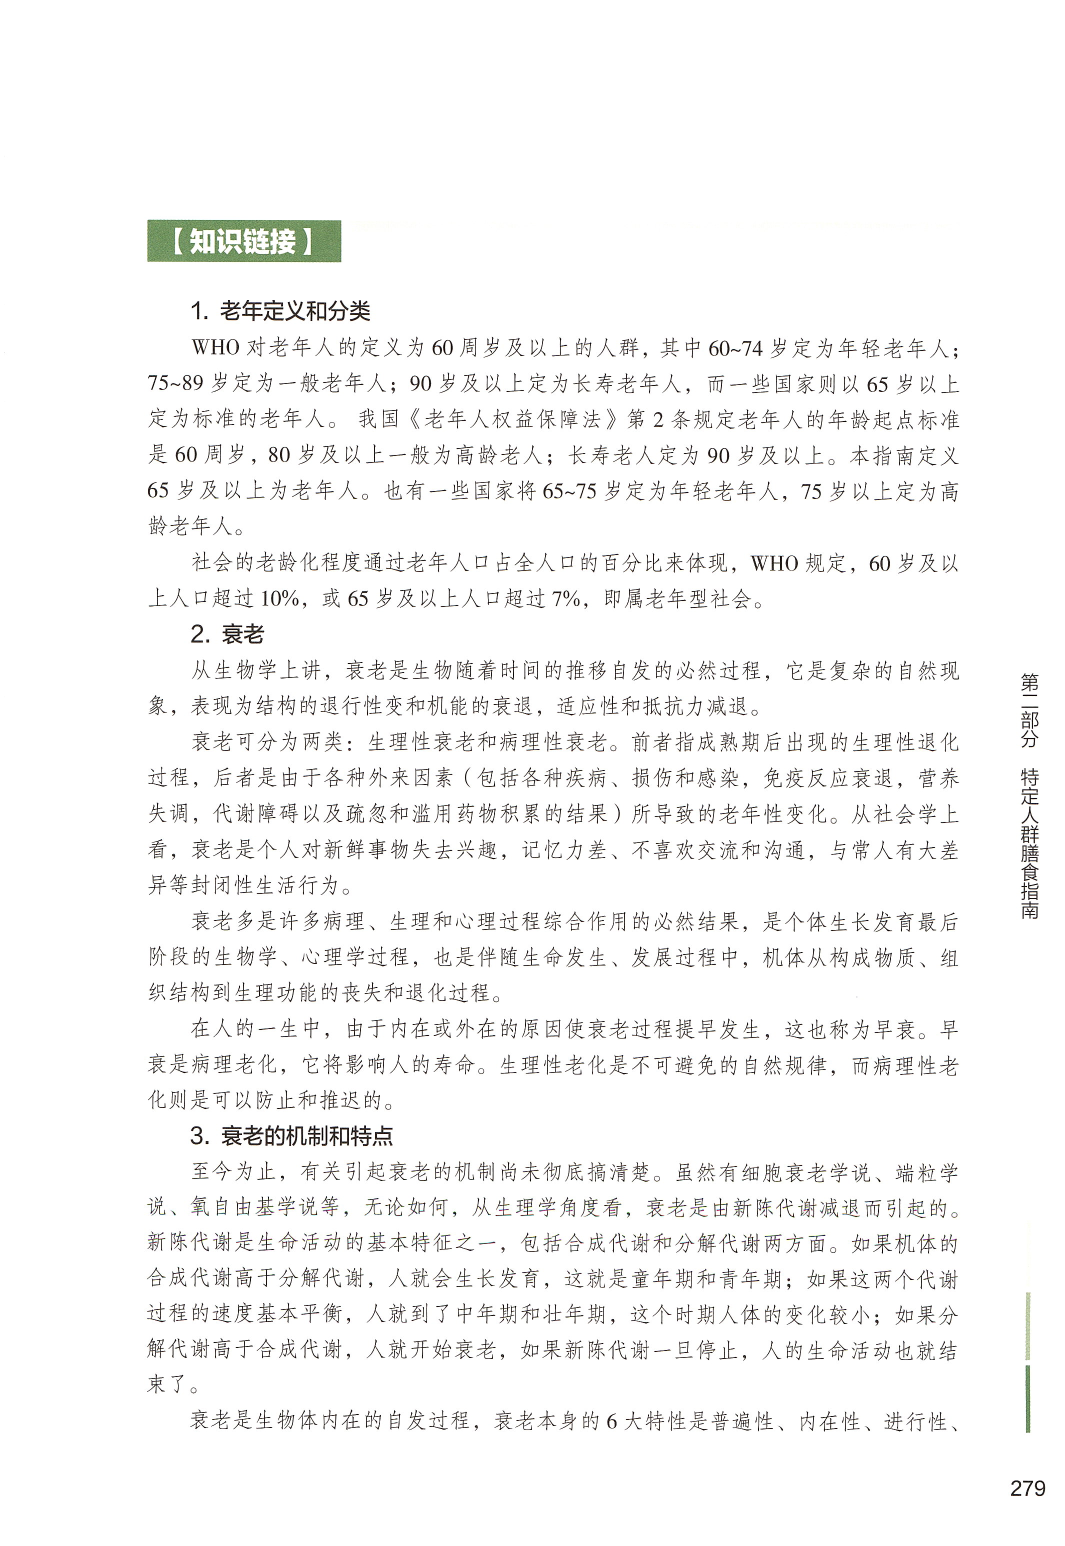 【知识链接】
1. 老年定义和分类
WHO 对老年人的定义为 60 周岁及以上的人群，其中 60~74 岁定为年轻老年人；
75~89 岁定为一般老年人；90 岁及以上定为长寿老年人，而一些国家则以 65 岁以上
定为标准的老年人。 我国《老年人权益保障法》第 2 条规定老年人的年龄起点标准
是 60 周岁，80 岁及以上一般为高龄老人；长寿老人定为 90 岁及以上。本指南定义
65 岁及以上为老年人。也有一些国家将 65~75 岁定为年轻老年人，75 岁以上定为高
龄老年人。
社会的老龄化程度通过老年人口占全人口的百分比来体现，WHO 规定，60 岁及以
上人口超过 10%，或 65 岁及以上人口超过 7%，即属老年型社会。
2. 衰老
从生物学上讲，衰老是生物随着时间的推移自发的必然过程，它是复杂的自然现
象，表现为结构的退行性变和机能的衰退，适应性和抵抗力减退。
衰老可分为两类：生理性衰老和病理性衰老。前者指成熟期后出现的生理性退化
过程，后者是由于各种外来因素（包括各种疾病、损伤和感染，免疫反应衰退，营养
失调，代谢障碍以及疏忽和滥用药物积累的结果）所导致的老年性变化。从社会学上
看，衰老是个人对新鲜事物失去兴趣，记忆力差、不喜欢交流和沟通，与常人有大差
异等封闭性生活行为。
衰老多是许多病理、生理和心理过程综合作用的必然结果，是个体生长发育最后
阶段的生物学、心理学过程，也是伴随生命发生、发展过程中，机体从构成物质、组
织结构到生理功能的丧失和退化过程。
在人的一生中，由于内在或外在的原因使衰老过程提早发生，这也称为早衰。早
衰是病理老化，它将影响人的寿命。生理性老化是不可避免的自然规律，而病理性老
化则是可以防止和推迟的。
3. 衰老的机制和特点
至今为止，有关引起衰老的机制尚未彻底搞清楚。虽然有细胞衰老学说、端粒学
说、氧自由基学说等，无论如何，从生理学角度看，衰老是由新陈代谢减退而引起的。
新陈代谢是生命活动的基本特征之一，包括合成代谢和分解代谢两方面。如果机体的
合成代谢高于分解代谢，人就会生长发育，这就是童年期和青年期；如果这两个代谢
过程的速度基本平衡，人就到了中年期和壮年期，这个时期人体的变化较小；如果分
解代谢高于合成代谢，人就开始衰老，如果新陈代谢一旦停止，人的生命活动也就结
束了。
衰老是生物体内在的自发过程，衰老本身的 6 大特性是普遍性、内在性、进行性、
第二部分 特定人群膳食指南
279